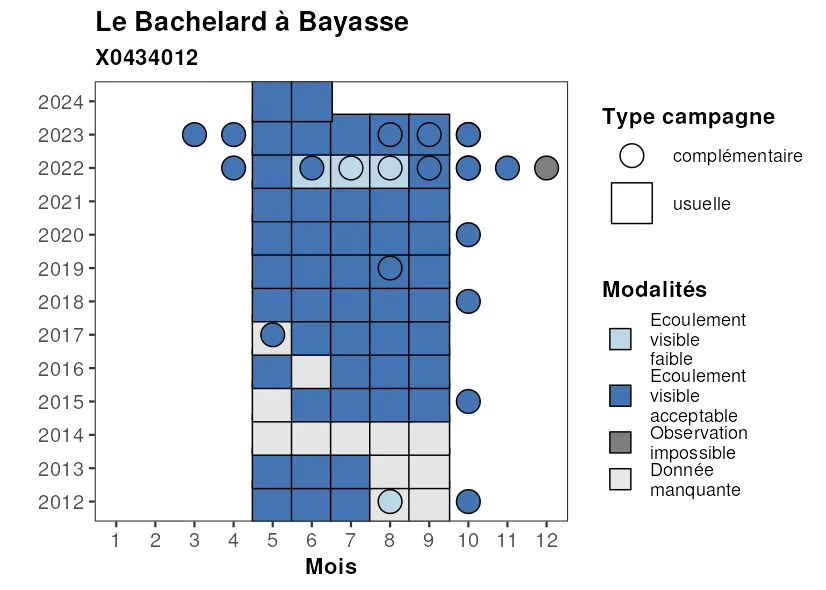 Le Bachelard à Bayasse
X0434012
2024
2023
2022
2021
2020
2019
2018
2017
2016
2015
2014
2013
2012
1 2 3 4 5 6 7 8 9 10 11 12
Mois
Type campagne
complémentaire
usuelle
Modalités
Ecoulement
visible
faible
Ecoulement
visible
acceptable
Observation
impossible
Donnée
manquante